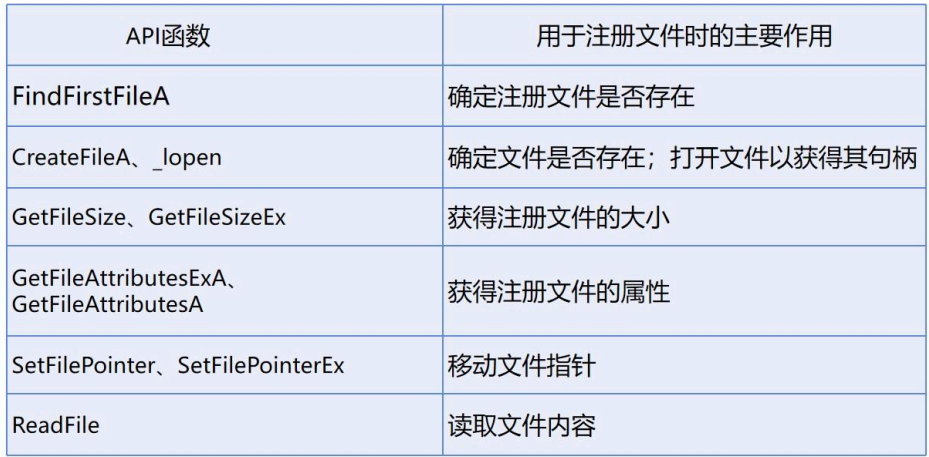 API函数
用于注册文件时的主要作用
FindFirstFileA
确定注册文件是否存在
CreateFileA、_lopen
确定文件是否存在；打开文件以获得其句柄
GetFileSize、GetFileSizeEx
获得注册文件的大小
GetFileAttributesExA、
GetFileAttributesA
获得注册文件的属性
SetFilePointer、SetFilePointerEx
移动文件指针
ReadFile
读取文件内容